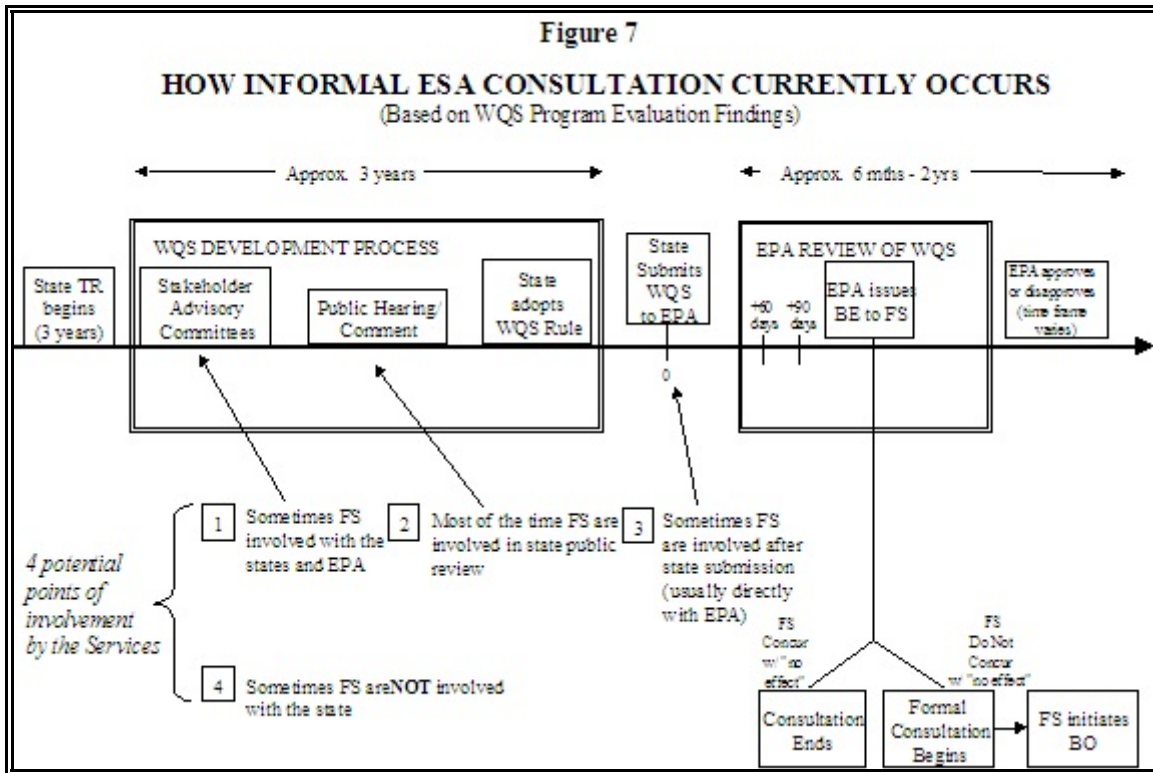 Figure 7
HOW INFORMAL ESA CONSULTATION CURRENTLY OCCURS
(Based on WQS Program Evaluation Findings)
Approx. 3 years
Approx. 6 mths - 2 yrs
State TR
begins
(3 years)
WQS DEVELOPMENT PROCESS
Stakeholder
Advisory
Committees
Public Hearing/
Comment
State
adopts
WQS Rule
State
Submits
WQS
to EPA
0
EPA REVIEW OF WQS
+60
days
+90
days
EPA issues
BE to FS
EPA approves
or disapproves
(time frame
varies)
4 potential
points of
involvement
by the Services
1
Sometimes FS
involved with the
states and EPA
2
Most of the time FS are
involved in state public
review
3
Sometimes FS
are involved after
state submission
(usually directly
with EPA)
4
Sometimes FS are NOT involved
with the state
FS
Concur
w/ "no
effect"
FS
Do Not
Concur
w/ "no effect"
Consultation
Ends
Formal
Consultation
Begins
FS initiates
BO